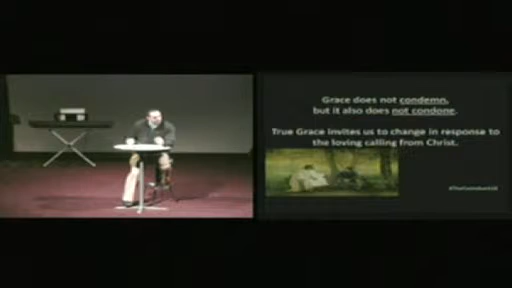 Grace does not condemn,
but it also does not condone.
True Grace invites us to change in response to
the loving calling from Christ.